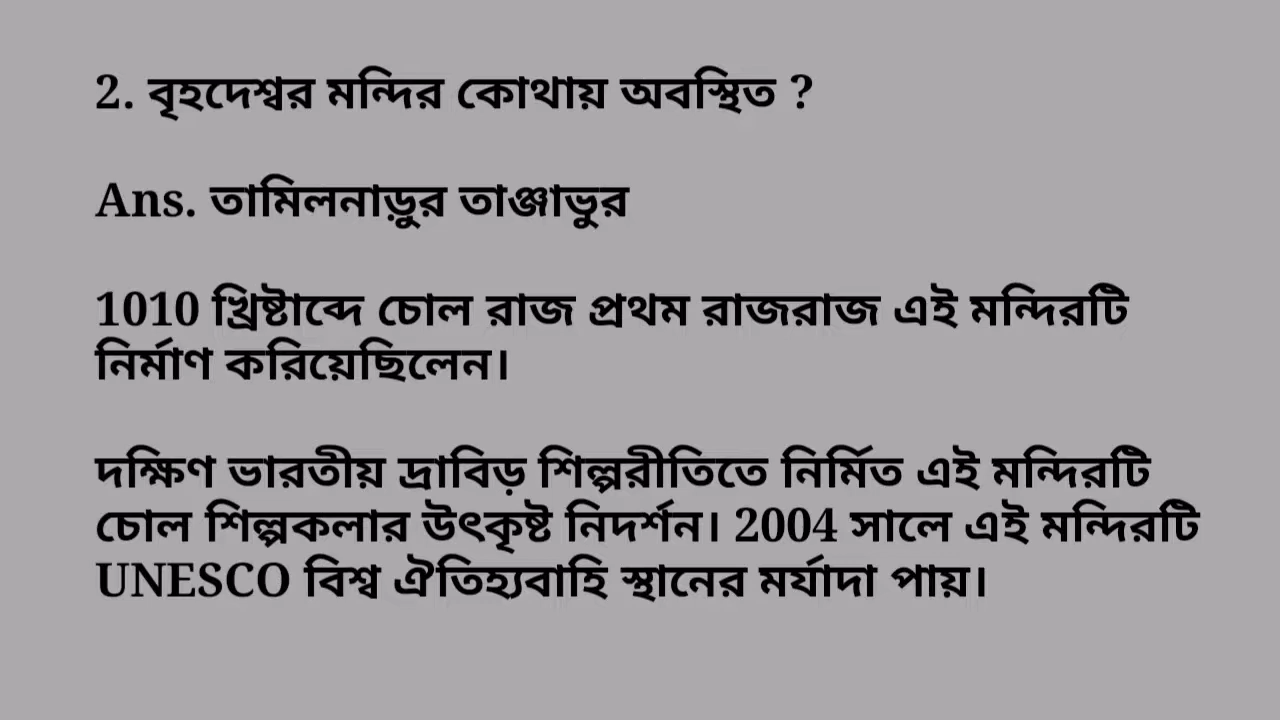 2. বৃহদেশ্বর মন্দির কোথায় অবস্থিত ?
Ans. তামিলনাড়ুর তাঞ্জাভুর
1010 খ্রিষ্টাব্দে চোল রাজ প্রথম রাজরাজ এই মন্দিরটি
নির্মাণ করিয়েছিলেন।
দক্ষিণ ভারতীয় দ্রাবিড় শিল্পরীতিতে নির্মিত এই মন্দিরটি
চোল শিল্পকলার উৎকৃষ্ট নিদর্শন। 2004 সালে এই মন্দিরটি
UNESCO বিশ্ব ঐতিহ্যবাহি স্থানের মর্যাদা পায়।